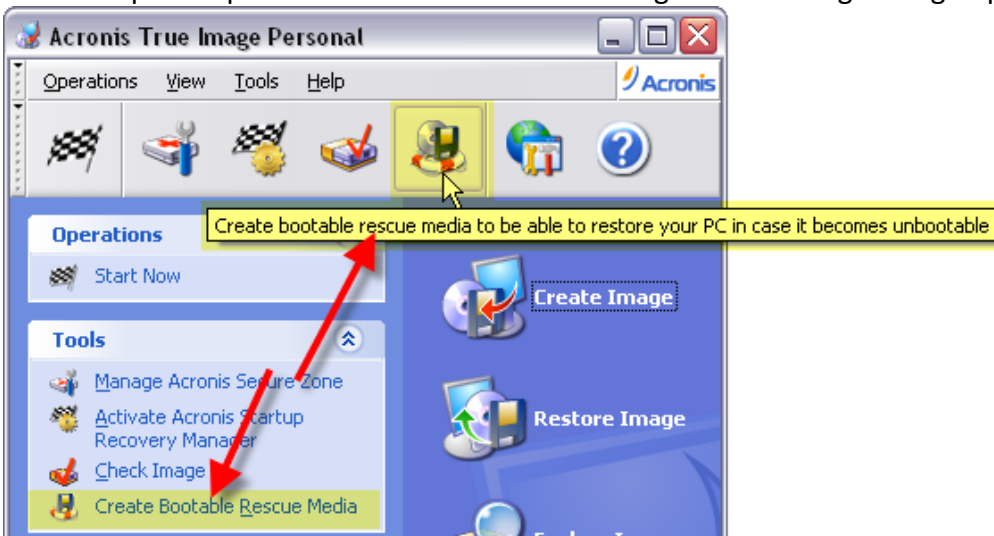 Acronis True Image Personal
Operations View Tools Help
Acronis
Create bootable rescue media to be able to restore your PC in case it becomes unbootable
Operations
Start Now
Create Image
Tools
Manage Acronis Secure Zone
Activate Acronis Startup
Recovery Manager
Restore Image
Check Image
Create Bootable Rescue Media